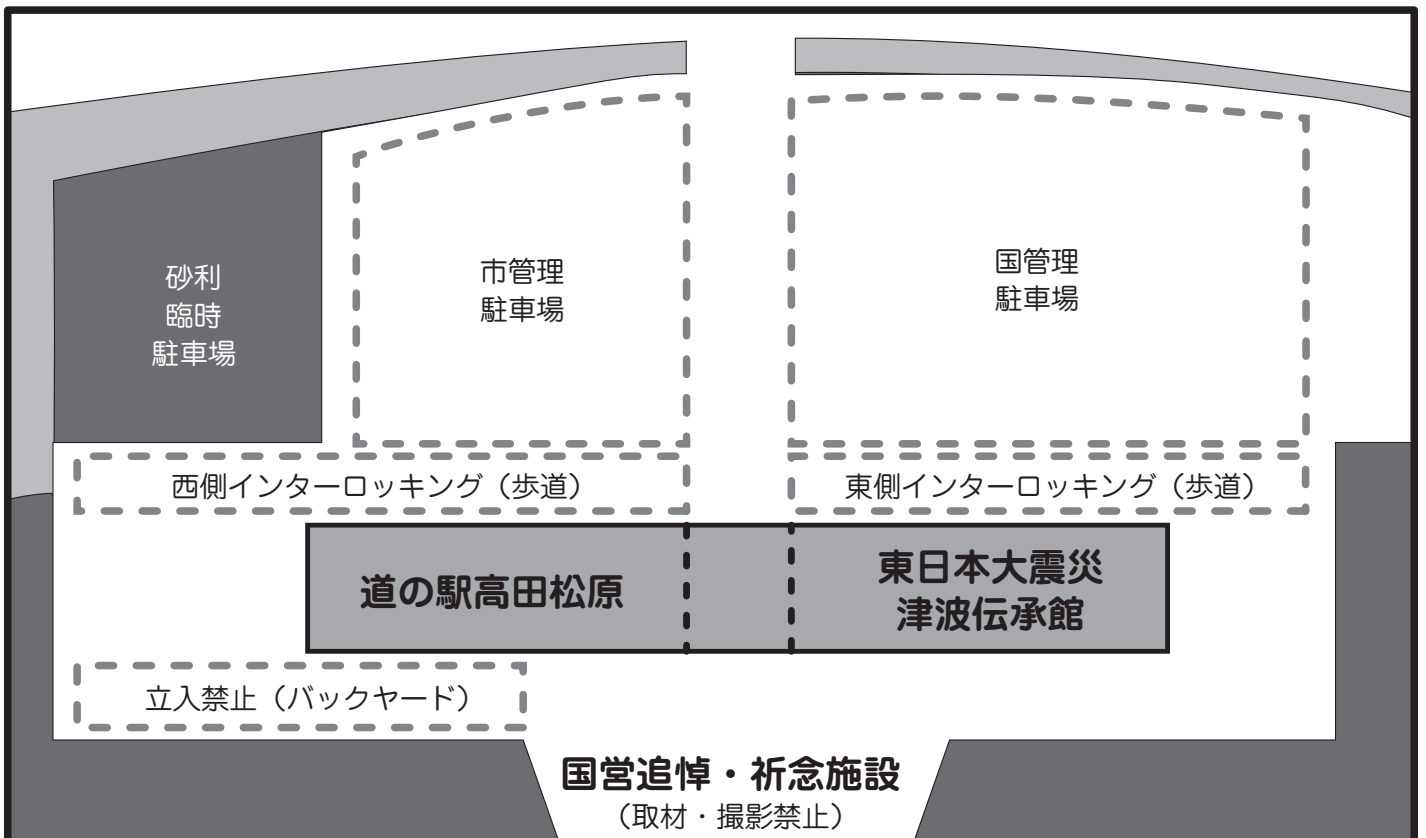 砂利
臨時
駐車場
市管理
駐車場
国管理
駐車場
西側インターロッキング（歩道）
東側インターロッキング（歩道）
道の駅高田松原
東日本大震災
津波伝承館
立入禁止（バックヤード）
国営追悼・祈念施設
（取材・撮影禁止）